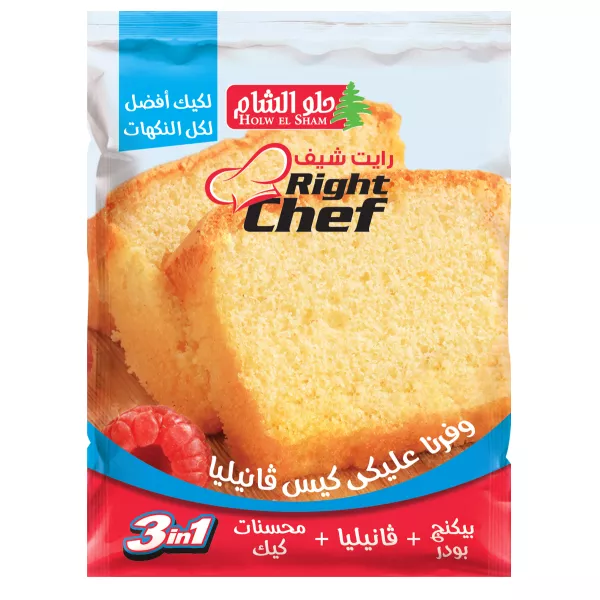 لكيك أفضل
لكل النكهات
حلو الشام
HOLW EL SHAM
رايت شيف
Right
Chef
وفرنا عليكى كيس ڤانيليا
3in1
بيكنج بودر + ڤانيليا + محسنات كيك